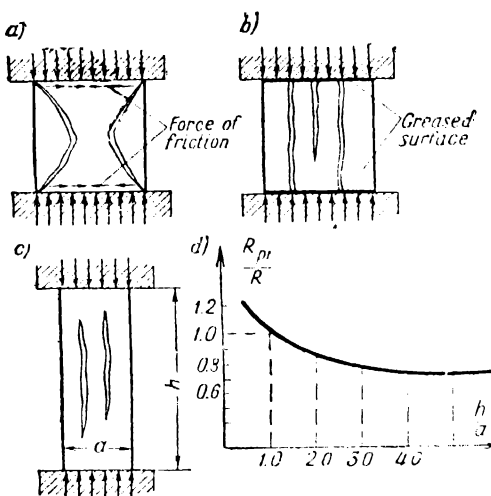 a)
Force of
friction
b)
Greased
surface
c)
h
a
d)
R pr
R
1.2
1.0
0.8
0.6
1.0
2.0
3.0
4.0
h
a